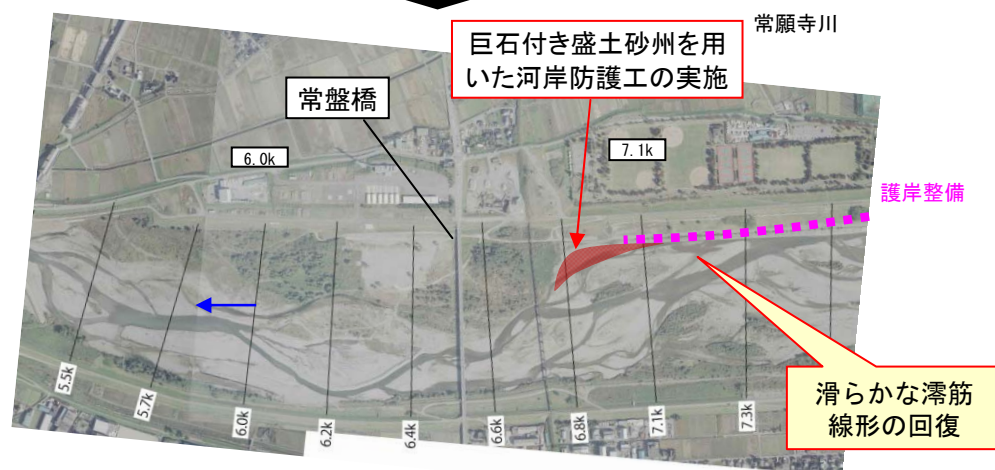 常願寺川
巨石付き盛土砂州を用
いた河岸防護工の実施
常盤橋
6.0k
7.1k
護岸整備
滑らかな澪筋
線形の回復
5.5k
5.7k
6.0k
6.2k
6.4k
6.6k
6.8k
7.1k
7.3k